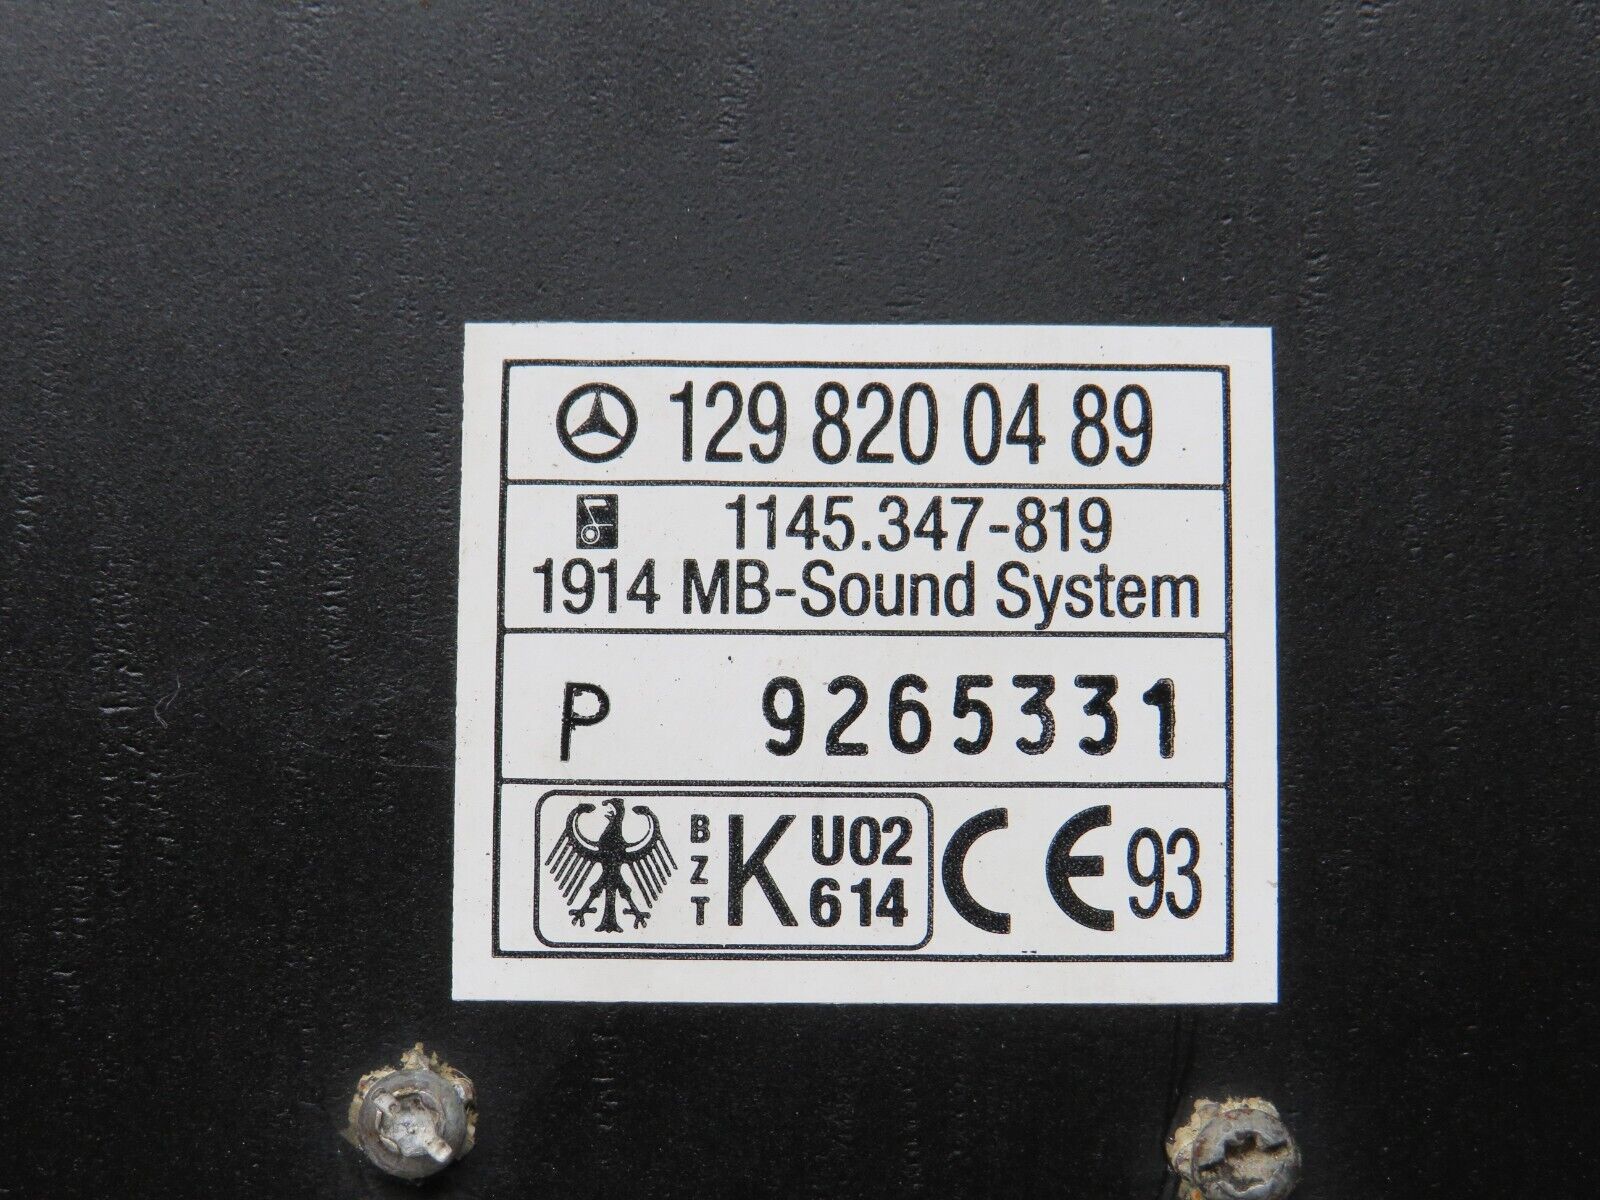 129 820 04 89
1145.347-819
1914 MB-Sound System
P 9265331
BZT K U02 614 CE 93